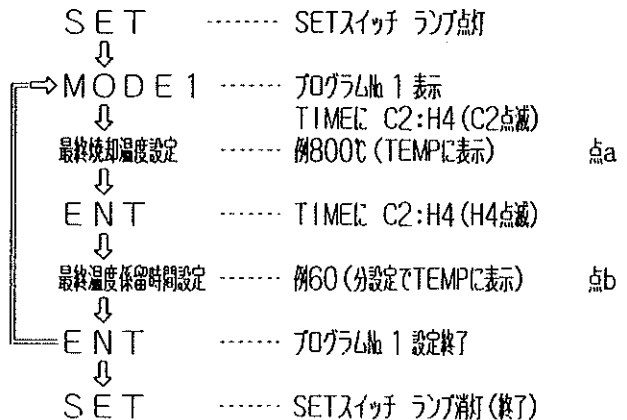 SET ……… SETスイッチ ランプ点灯
MODE1 …… プログラム№1 表示
TIMEに C2:H4(C2点滅)
最終焼却温度設定 …… 例800℃(TEMPに表示) 点a
ENT ……… TIMEに C2:H4(H4点滅)
最終温度保留時間設定 …… 例60(分設定でTEMPに表示) 点b
ENT ……… プログラム№1 設定終了
SET ……… SETスイッチ ランプ消灯(終了)